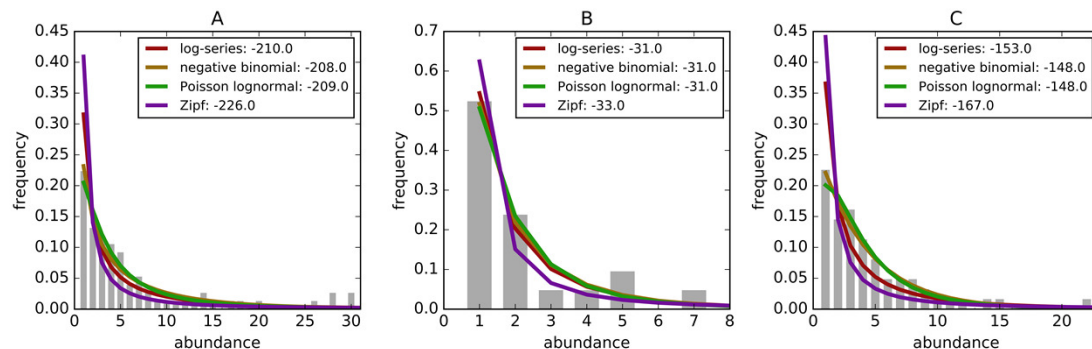 A
0.45
0.40
0.35
0.30
0.25
0.20
0.15
0.10
0.05
0.00
frequency
log-series: -210.0
negative binomial: -208.0
Poisson lognormal: -209.0
Zipf: -226.0
0 5 10 15 20 25 30
abundance
B
0.7
0.6
0.5
0.4
0.3
0.2
0.1
0.0
frequency
log-series: -31.0
negative binomial: -31.0
Poisson lognormal: -31.0
Zipf: -33.0
0 1 2 3 4 5 6 7 8
abundance
C
0.45
0.40
0.35
0.30
0.25
0.20
0.15
0.10
0.05
0.00
frequency
log-series: -153.0
negative binomial: -148.0
Poisson lognormal: -148.0
Zipf: -167.0
0 5 10 15 20
abundance